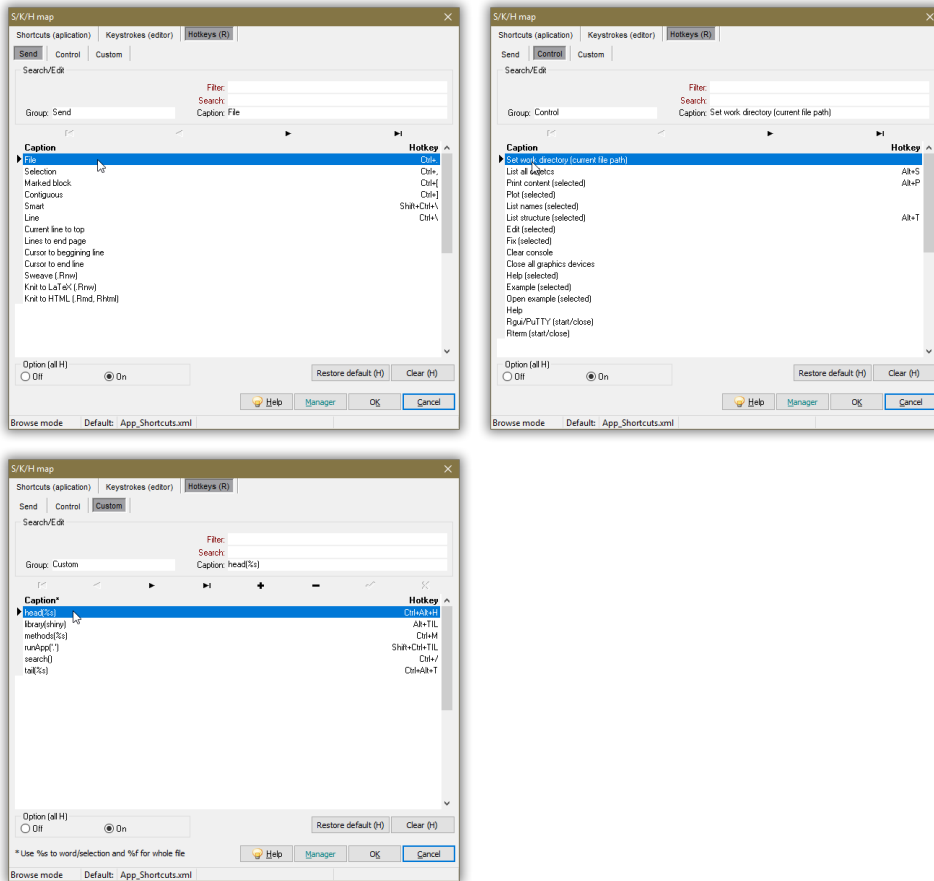 S/K/H map
Shortcuts (aplication) Keystrokes (editor) Hotkeys (R)
Send Control Custom
Search/Edit
Filter:
Search:
Group: Send Caption: File
Caption Hotkey
File Ctrl+.
Selection Ctrl+,
Marked block Ctrl+[
Contiguous Ctrl+]
Smart Shift+Ctrl+\
Line Ctrl+\
Current line to top
Lines to end page
Cursor to beggining line
Cursor to end line
Sweave (.Rnw)
Knit to LaTeX (.Rnw)
Knit to HTML (.Rmd, Rhtml)
Option (all H)
Off On Restore default (H) Clear (H)
Help Manager OK Cancel
Browse mode Default: App_Shortcuts.xml
S/K/H map
Shortcuts (aplication) Keystrokes (editor) Hotkeys (R)
Send Control Custom
Search/Edit
Filter:
Search:
Group: Control Caption: Set work directory (current file path)
Caption Hotkey
Set work directory (current file path)
List all Alt+S
Print content (selected) Alt+P
Plot (selected)
List names (selected)
List structure (selected) Alt+T
Edit (selected)
Fix (selected)
Clear console
Close all graphics devices
Help (selected)
Example (selected)
Open example (selected)
Help
Rgui/PuTTY (start/close)
Rterm (start/close)
Option (all H)
Off On Restore default (H) Clear (H)
Help Manager OK Cancel
Browse mode Default: App_Shortcuts.xml
S/K/H map
Shortcuts (aplication) Keystrokes (editor) Hotkeys (R)
Send Control Custom
Search/Edit
Filter:
Search:
Group: Custom Caption: head(%s)
Caption* Hotkey
head(%s) Ctrl+Alt+H
library(shiny) Alt+TIL
methods(%s) Ctrl+M
runApp('.') Shift+Ctrl+TIL
search() Ctrl+/
tail(%s) Ctrl+Alt+T
Option (all H)
Off On Restore default (H) Clear (H)
* Use %s to word/selection and %f for whole file Help Manager OK Cancel
Browse mode Default: App_Shortcuts.xml